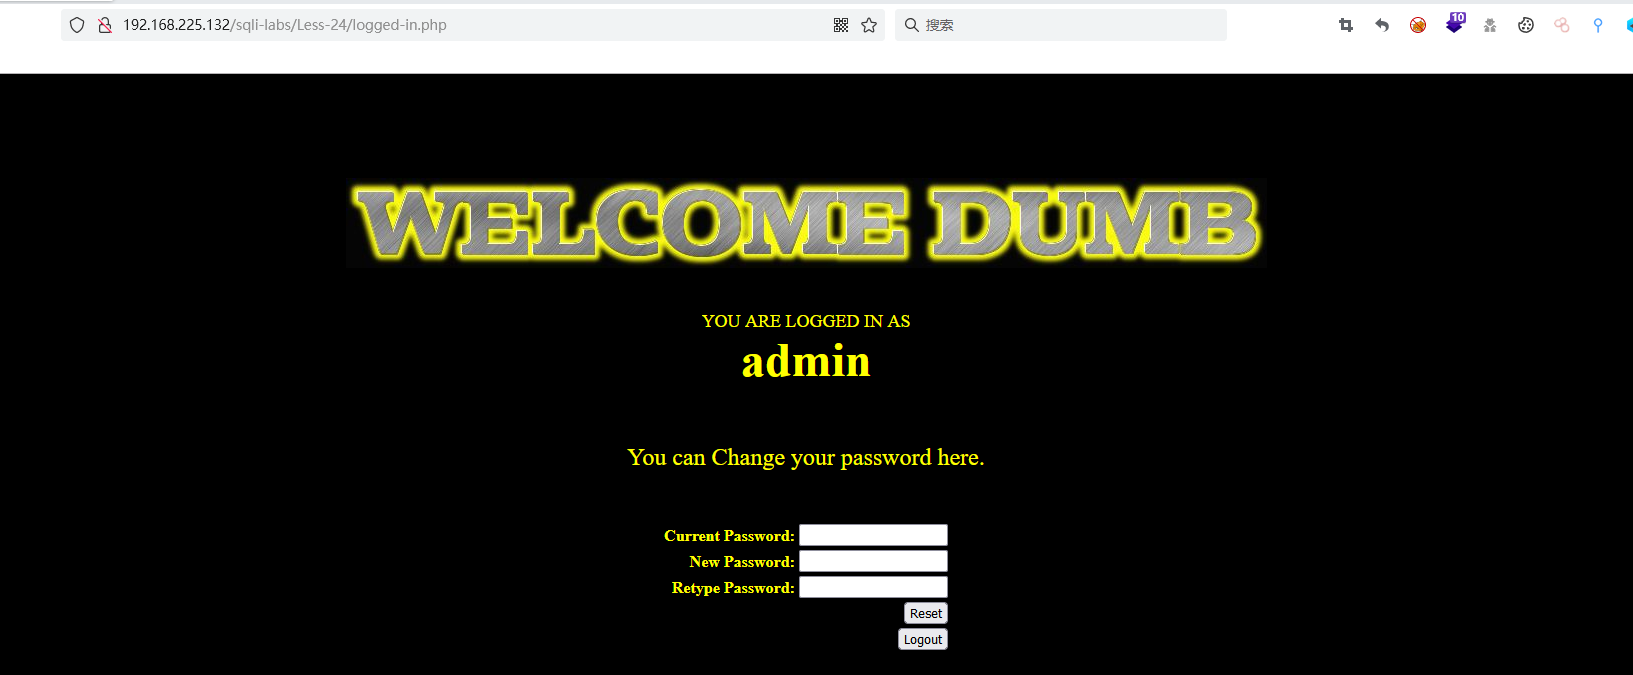 192.168.225.132/sqli-labs/Less-24/logged-in.php
搜索
10
WELCOME DUMB
YOU ARE LOGGED IN AS
admin
You can Change your password here.
Current Password:
New Password:
Retype Password:
Reset
Logout